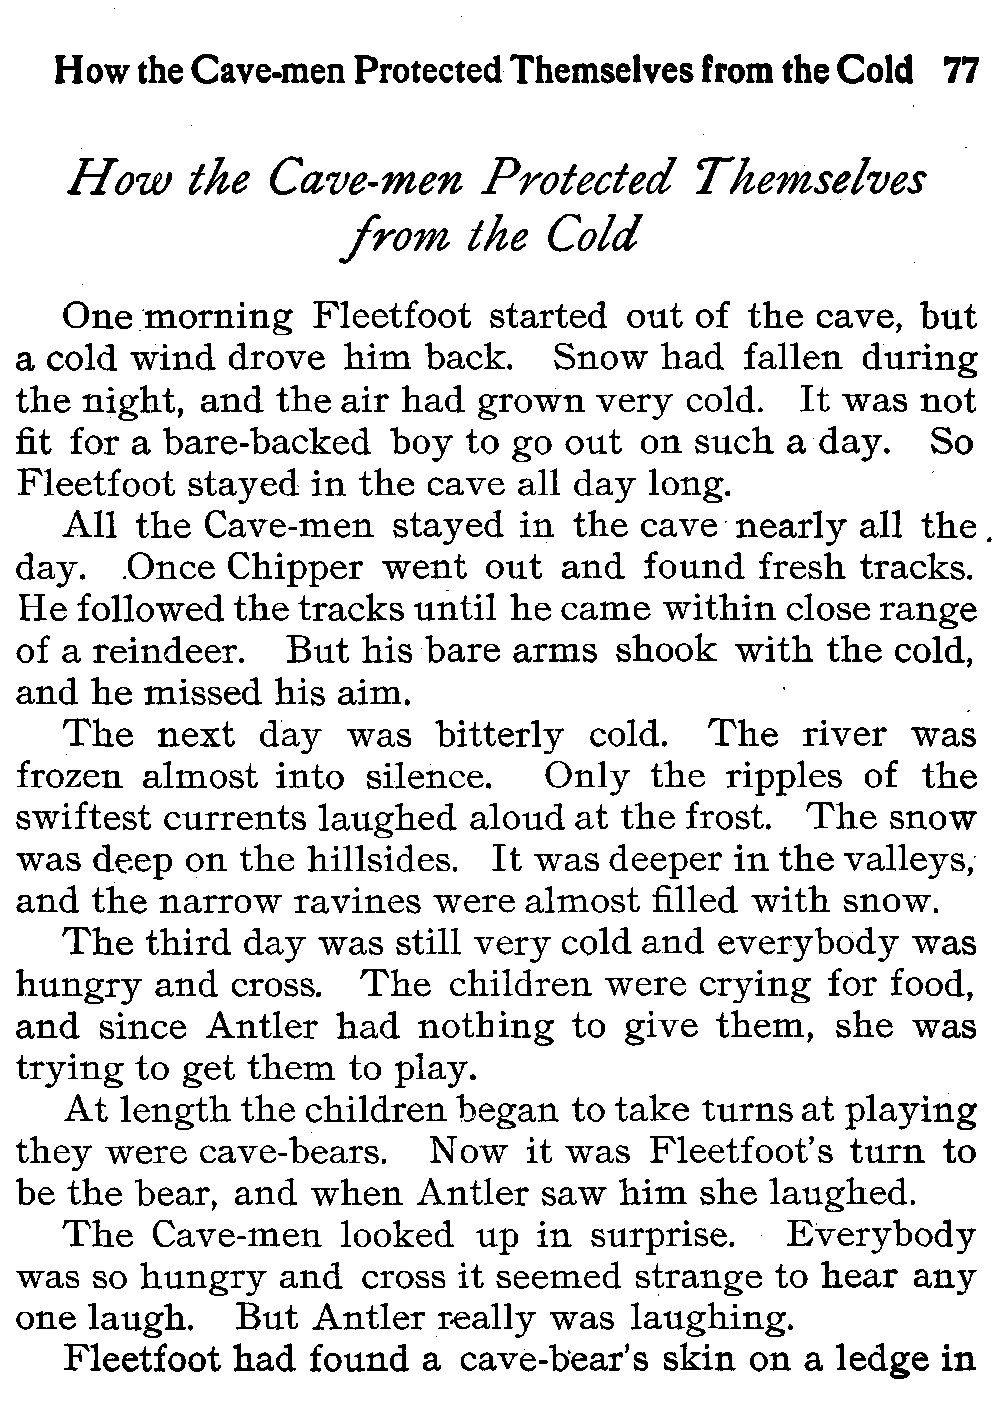 How the Cave-men Protected Themselves from the Cold 77
How the Cave-men Protected Themselves
from the Cold
One morning Fleetfoot started out of the cave, but
a cold wind drove him back. Snow had fallen during
the night, and the air had grown very cold. It was not
fit for a bare-backed boy to go out on such a day. So
Fleetfoot stayed in the cave all day long.
All the Cave-men stayed in the cave nearly all the
day. Once Chipper went out and found fresh tracks.
He followed the tracks until he came within close range
of a reindeer. But his bare arms shook with the cold,
and he missed his aim.
The next day was bitterly cold. The river was
frozen almost into silence. Only the ripples of the
swiftest currents laughed aloud at the frost. The snow
was deep on the hillsides. It was deeper in the valleys,
and the narrow ravines were almost filled with snow.
The third day was still very cold and everybody was
hungry and cross. The children were crying for food,
and since Antler had nothing to give them, she was
trying to get them to play.
At length the children began to take turns at playing
they were cave-bears. Now it was Fleetfoot's turn to
be the bear, and when Antler saw him she laughed.
The Cave-men looked up in surprise. Everybody
was so hungry and cross it seemed strange to hear any
one laugh. But Antler really was laughing.
Fleetfoot had found a cave-bear's skin on a ledge in